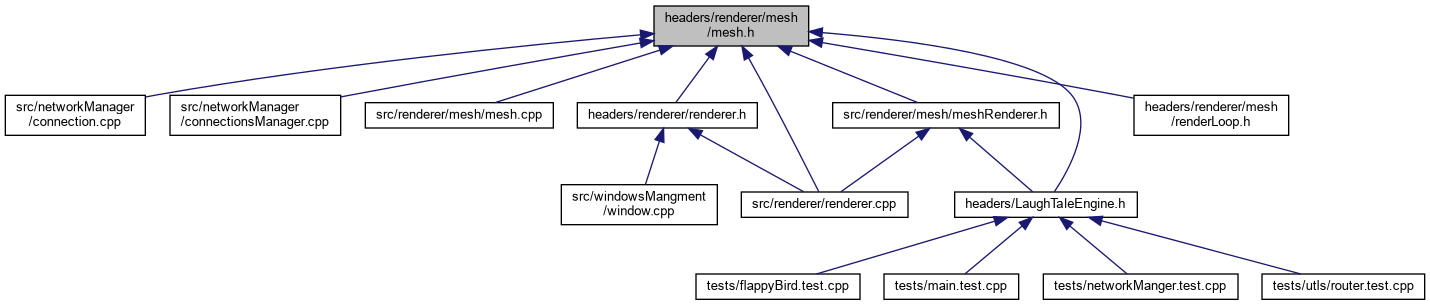 headers/renderer/mesh
/mesh.h
src/networkManager
/connection.cpp
src/networkManager
/connectionsManager.cpp
src/renderer/mesh/mesh.cpp
headers/renderer/renderer.h
src/renderer/mesh/meshRenderer.h
headers/renderer/mesh
/renderLoop.h
src/windowsMangment
/window.cpp
src/renderer/renderer.cpp
headers/LaughTaleEngine.h
tests/flappyBird.test.cpp
tests/main.test.cpp
tests/networkManger.test.cpp
tests/utls/router.test.cpp